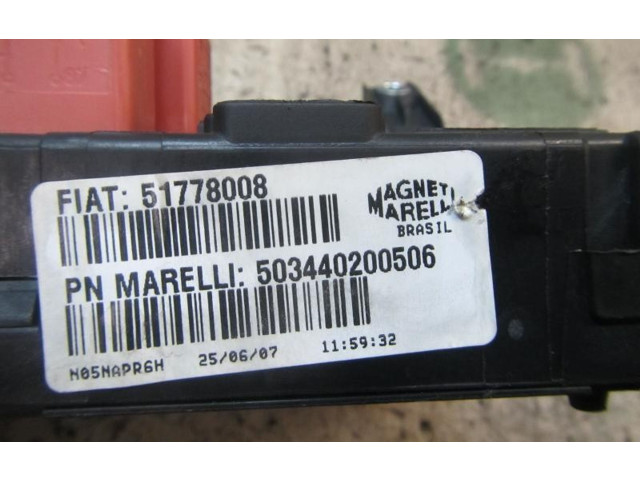 FIAT: 51778008
MAGNETI
MARELLI
BRASIL
PN MARELLI: 503440200506
N05NAPR6H 25/06/07 11:59:32